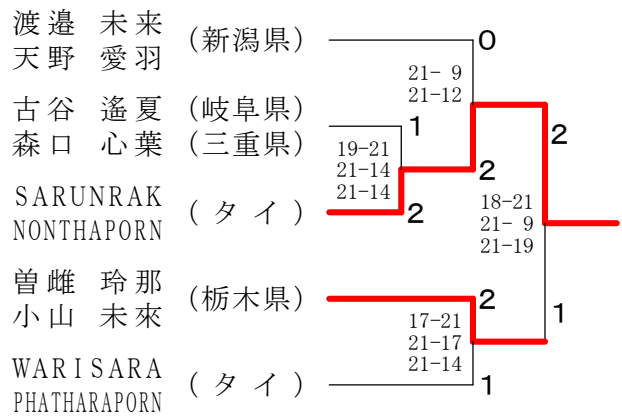 渡邉 未来
天野 愛羽
(新潟県)
0
21- 9
21-12
古谷 遙夏 (岐阜県)
森口 心葉 (三重県)
1
19-21
21-14
21-14
2
2
SARUNRAK
NONTHAPORN
(タイ)
2
18-21
21- 9
21-19
曽雌 玲那
小山 未來
(栃木県)
2
17-21
21-17
21-14
1
WARISARA
PHATHARAPORN
(タイ)
1